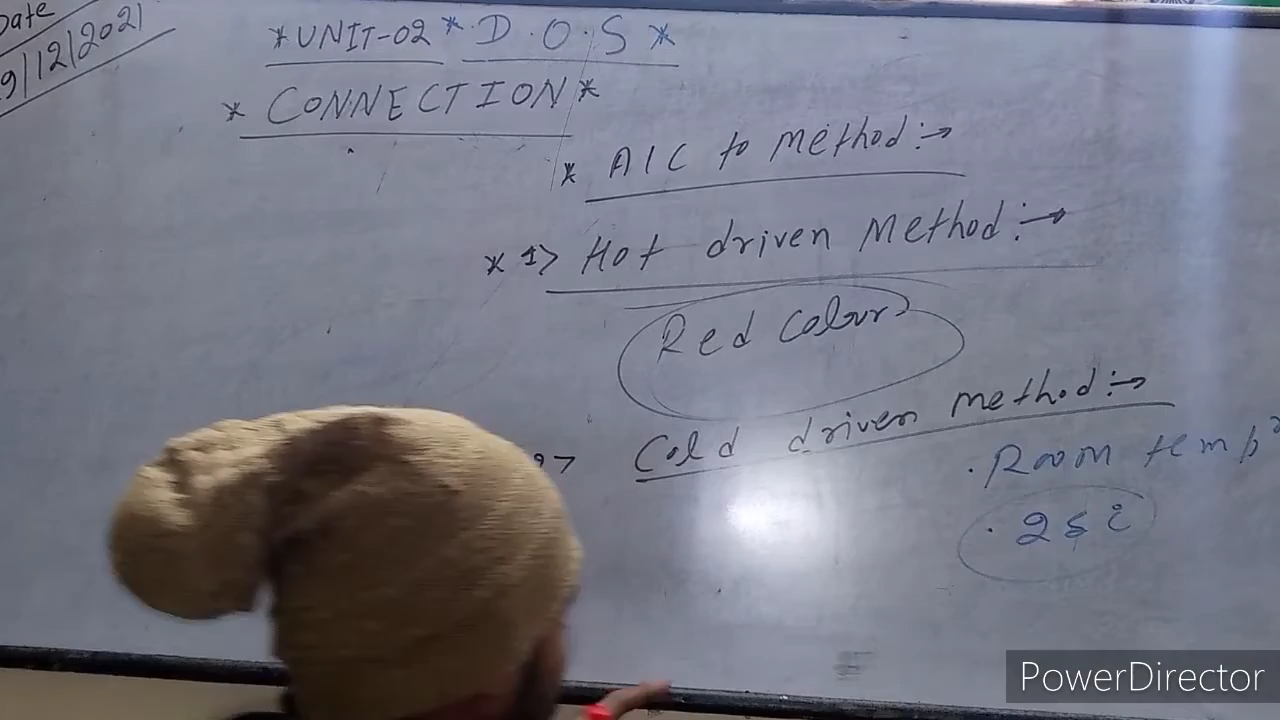 Date
9/12/2021
*UNIT-02 * D.O.S *
* CONNECTION *
* A/C to Method:→
* 1> Hot driven Method:→
Red Colour
> Cold driven method:→
. Room temp
. 25
PowerDirector